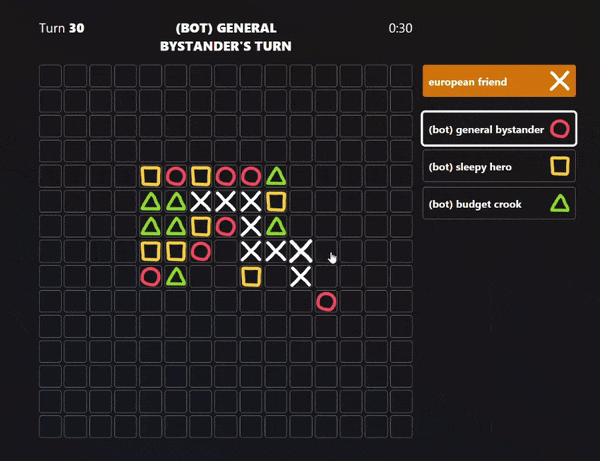 Turn 30
(BOT) GENERAL
BYSTANDER'S TURN
0:30
european friend
(bot) general bystander
(bot) sleepy hero
(bot) budget crook